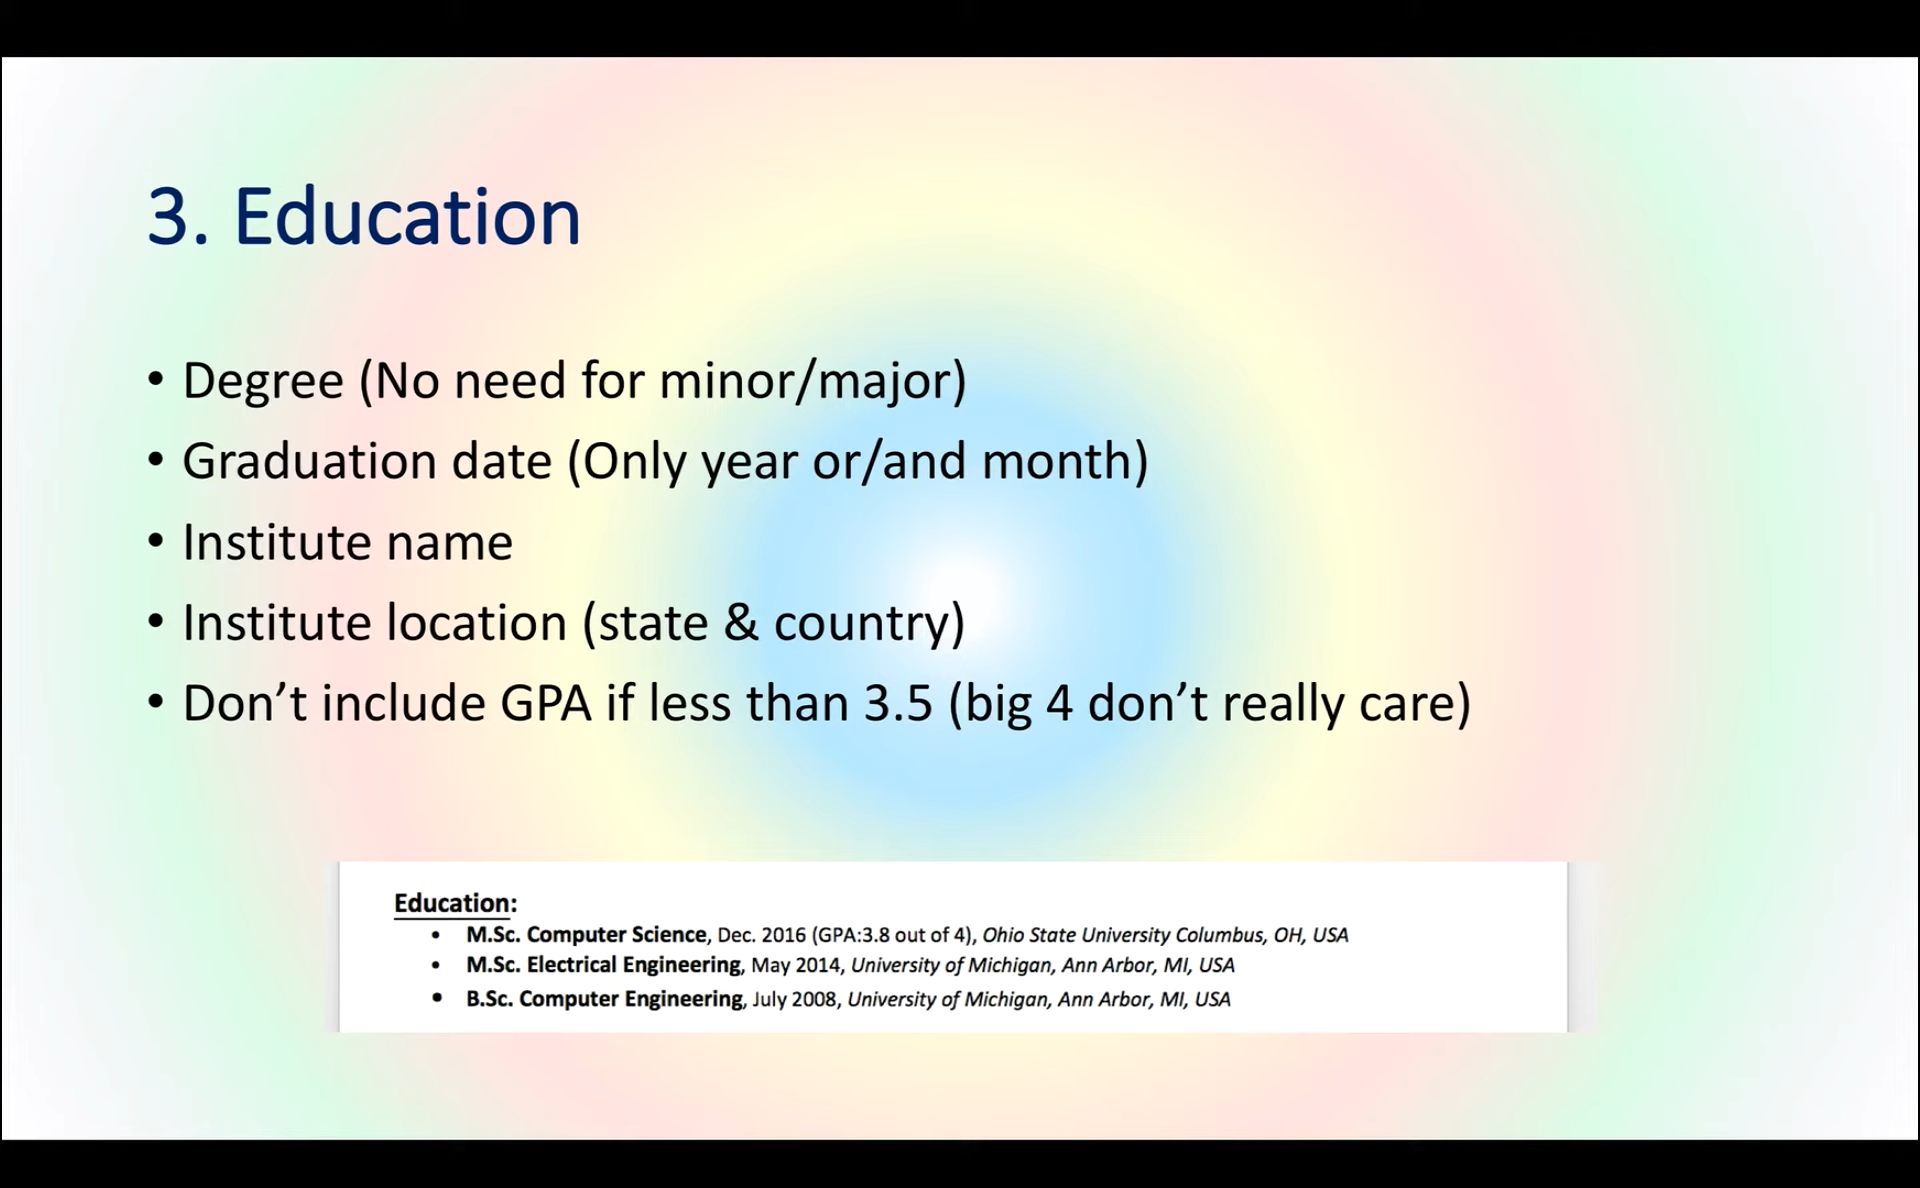 3. Education
• Degree (No need for minor/major)
• Graduation date (Only year or/and month)
• Institute name
• Institute location (state & country)
• Don’t include GPA if less than 3.5 (big 4 don’t really care)
Education:
• M.Sc. Computer Science, Dec. 2016 (GPA:3.8 out of 4), Ohio State University Columbus, OH, USA
• M.Sc. Electrical Engineering, May 2014, University of Michigan, Ann Arbor, MI, USA
• B.Sc. Computer Engineering, July 2008, University of Michigan, Ann Arbor, MI, USA